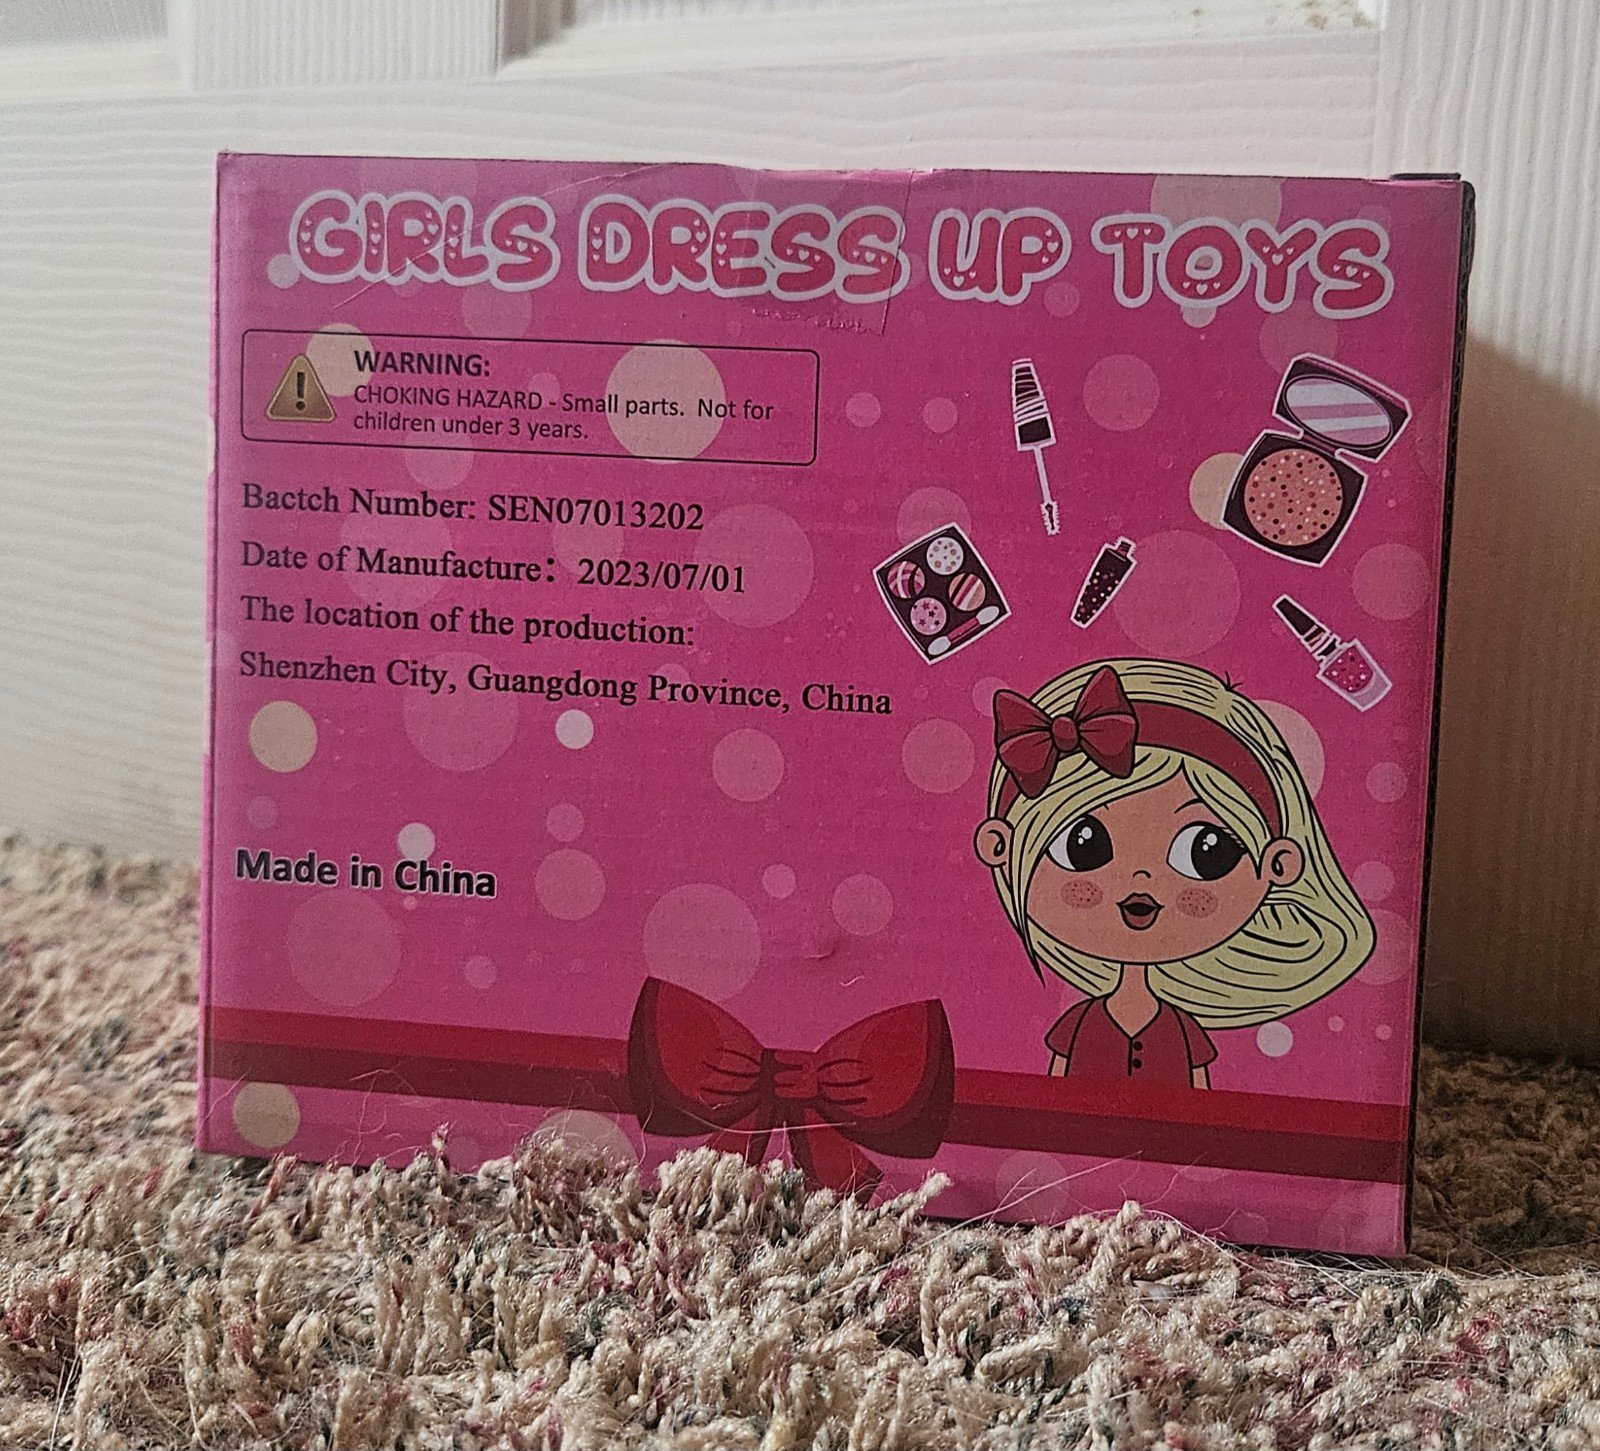 GIRLS DRESS UP TOYS
WARNING:
CHOKING HAZARD - Small parts. Not for
children under 3 years.
Bactch Number: SEN07013202
Date of Manufacture: 2023/07/01
The location of the production:
Shenzhen City, Guangdong Province, China
Made in China